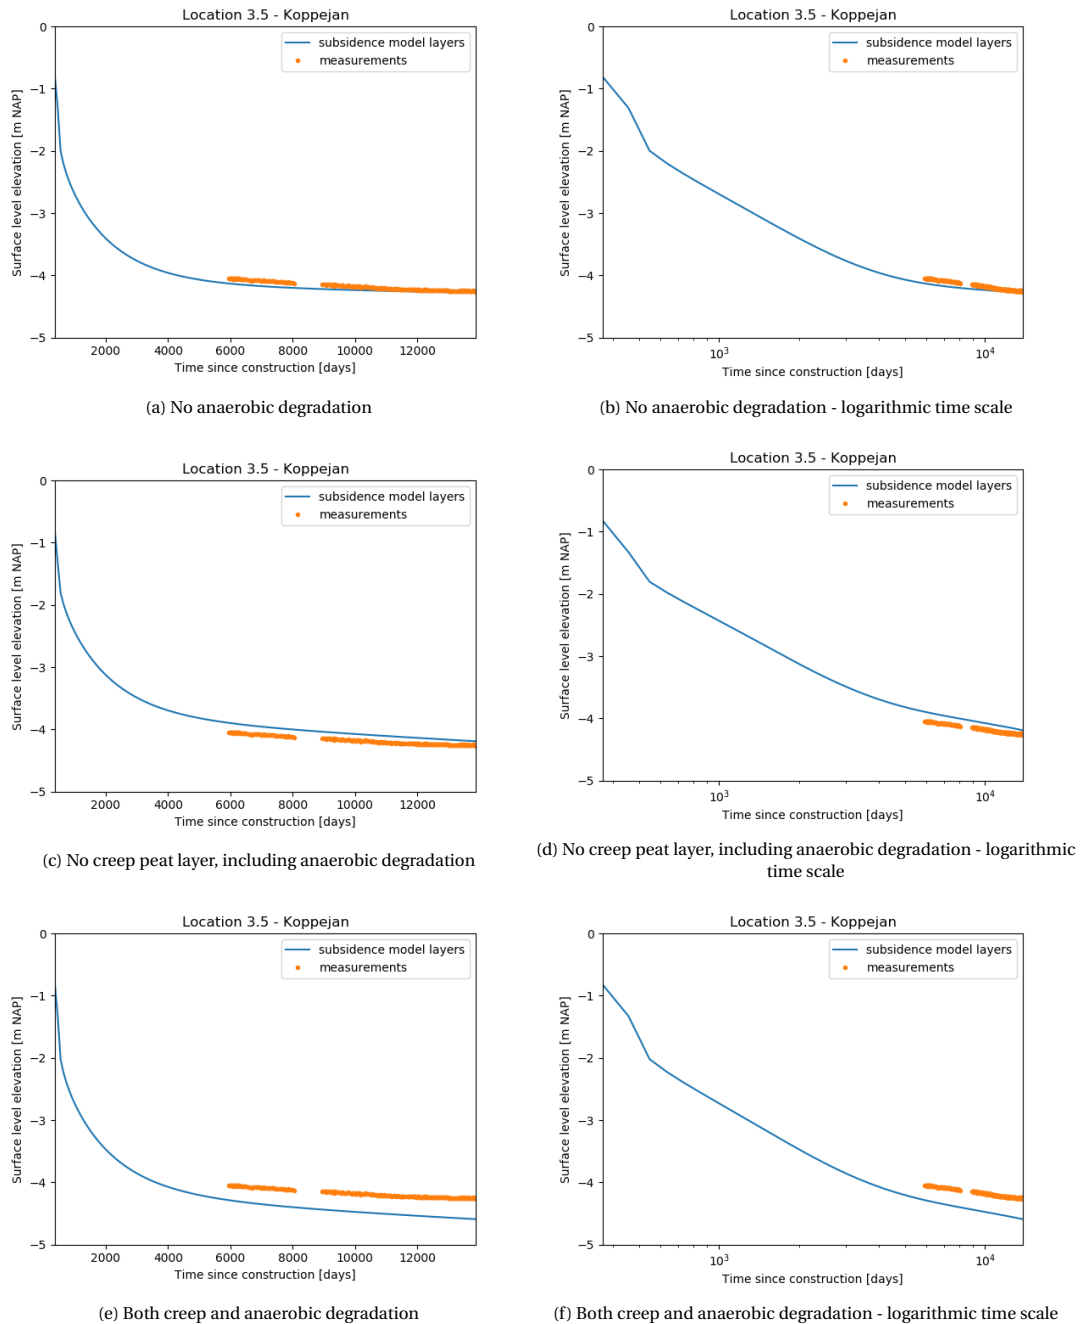 Location 3.5 - Koppejan
subsidence model layers
measurements
Surface level elevation [m NAP]
0
−1
−2
−3
−4
−5
2000 4000 6000 8000 10000 12000
Time since construction [days]
(a) No anaerobic degradation
Location 3.5 - Koppejan
subsidence model layers
measurements
Surface level elevation [m NAP]
0
−1
−2
−3
−4
−5
10³ 10⁴
Time since construction [days]
(b) No anaerobic degradation - logarithmic time scale
Location 3.5 - Koppejan
subsidence model layers
measurements
Surface level elevation [m NAP]
0
−1
−2
−3
−4
−5
2000 4000 6000 8000 10000 12000
Time since construction [days]
(c) No creep peat layer, including anaerobic degradation
Location 3.5 - Koppejan
subsidence model layers
measurements
Surface level elevation [m NAP]
0
−1
−2
−3
−4
−5
10³ 10⁴
Time since construction [days]
(d) No creep peat layer, including anaerobic degradation - logarithmic
time scale
Location 3.5 - Koppejan
subsidence model layers
measurements
Surface level elevation [m NAP]
0
−1
−2
−3
−4
−5
2000 4000 6000 8000 10000 12000
Time since construction [days]
(e) Both creep and anaerobic degradation
Location 3.5 - Koppejan
subsidence model layers
measurements
Surface level elevation [m NAP]
0
−1
−2
−3
−4
−5
10³ 10⁴
Time since construction [days]
(f) Both creep and anaerobic degradation - logarithmic time scale